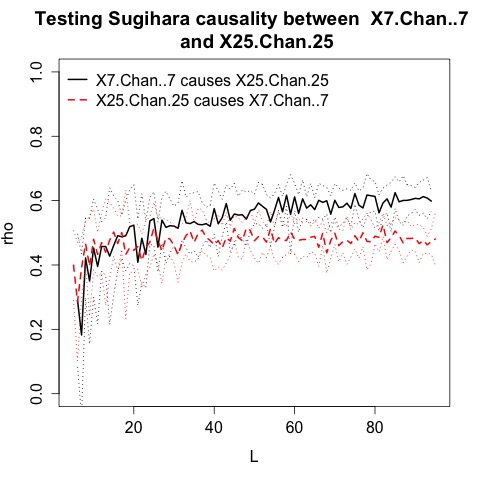 Testing Sugihara causality between  X7.Chan..7
and X25.Chan.25
X7.Chan..7 causes X25.Chan.25
X25.Chan.25 causes X7.Chan..7
1.0
0.8
0.6
0.4
0.2
0.0
rho
20 40 60 80
L